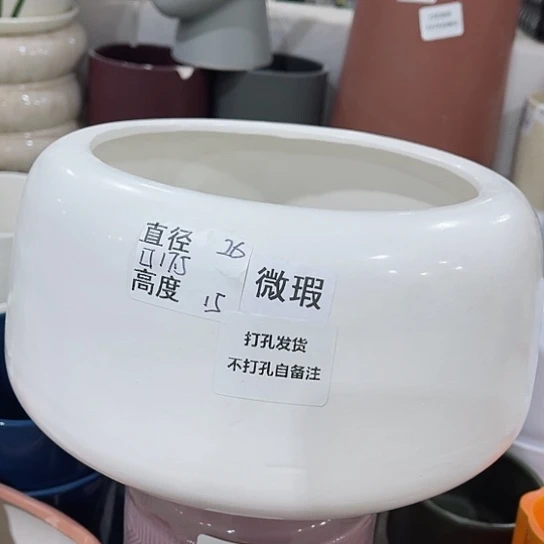 直径 26
口17.5
高度 15
微瑕
打孔发货
不打孔自备注